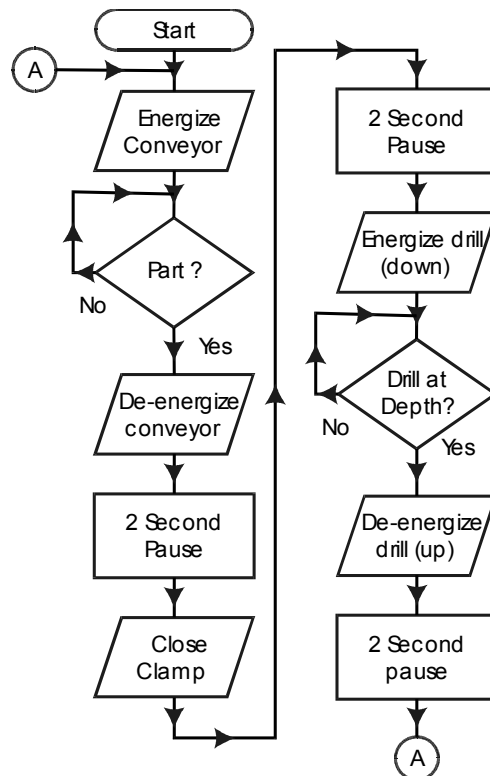 Start
A
Energize
Conveyor
Part ?
No
Yes
De-energize
conveyor
2 Second
Pause
Close
Clamp
2 Second
Pause
Energize drill
(down)
Drill at
Depth?
No
Yes
De-energize
drill (up)
2 Second
pause
A